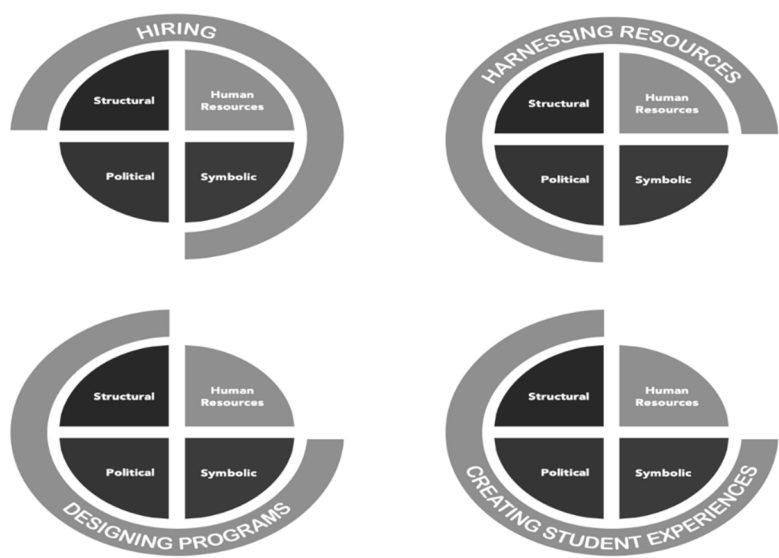 HIRING
Structural
Human
Resources
Political
Symbolic
HARNESSING RESOURCES
Structural
Human
Resources
Political
Symbolic
Structural
Human
Resources
Political
Symbolic
DESIGNING PROGRAMS
Structural
Human
Resources
Political
Symbolic
CREATING STUDENT EXPERIENCES